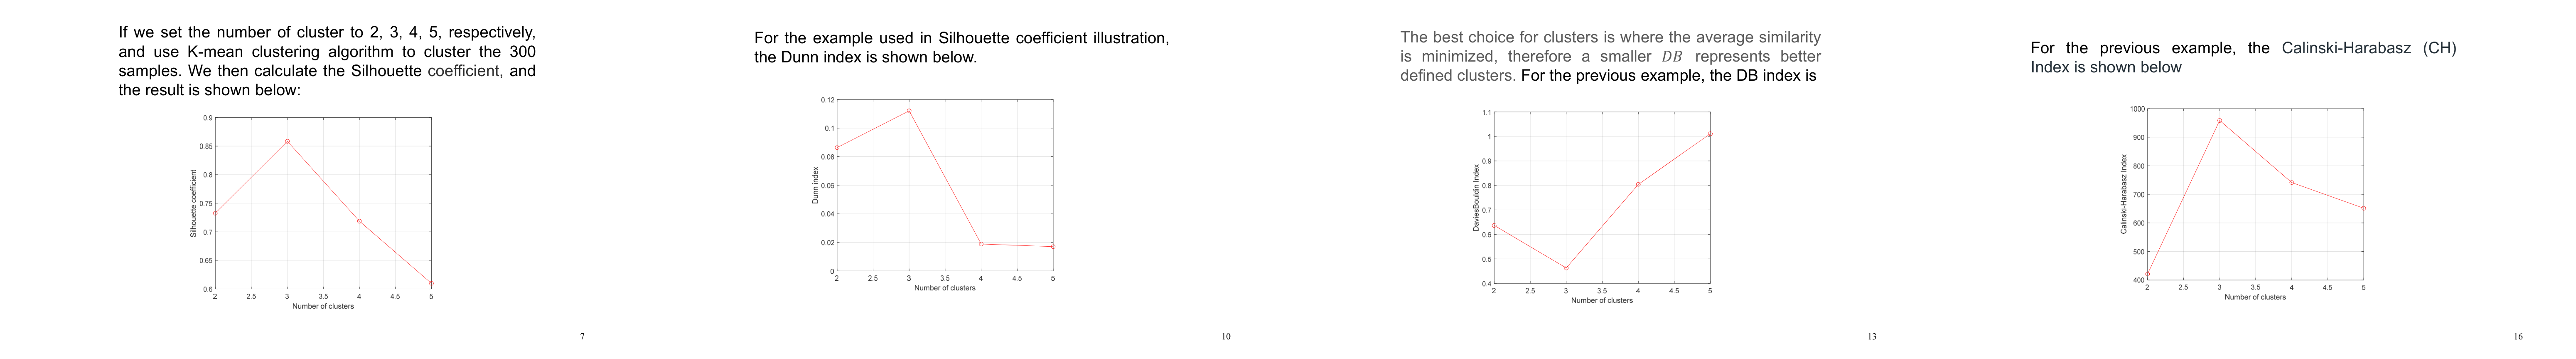 If we set the number of cluster to 2, 3, 4, 5, respectively,
and use K-mean clustering algorithm to cluster the 300
samples. We then calculate the Silhouette coefficient, and
the result is shown below:
0.9
0.85
0.8
0.75
0.7
0.65
0.6
Silhouette coefficient
2 2.5 3 3.5 4 4.5 5
Number of clusters
7
For the example used in Silhouette coefficient illustration,
the Dunn index is shown below.
0.12
0.1
0.08
0.06
0.04
0.02
0
Dunn index
2 2.5 3 3.5 4 4.5 5
Number of clusters
10
The best choice for clusters is where the average similarity
is minimized, therefore a smaller DB represents better
defined clusters. For the previous example, the DB index is
1.1
1
0.9
0.8
0.7
0.6
0.5
0.4
DaviesBouldin Index
2 2.5 3 3.5 4 4.5 5
Number of clusters
13
For the previous example, the Calinski-Harabasz (CH)
Index is shown below
1000
900
800
700
600
500
400
Calinski-Harabasz Index
2 2.5 3 3.5 4 4.5 5
Number of clusters
16